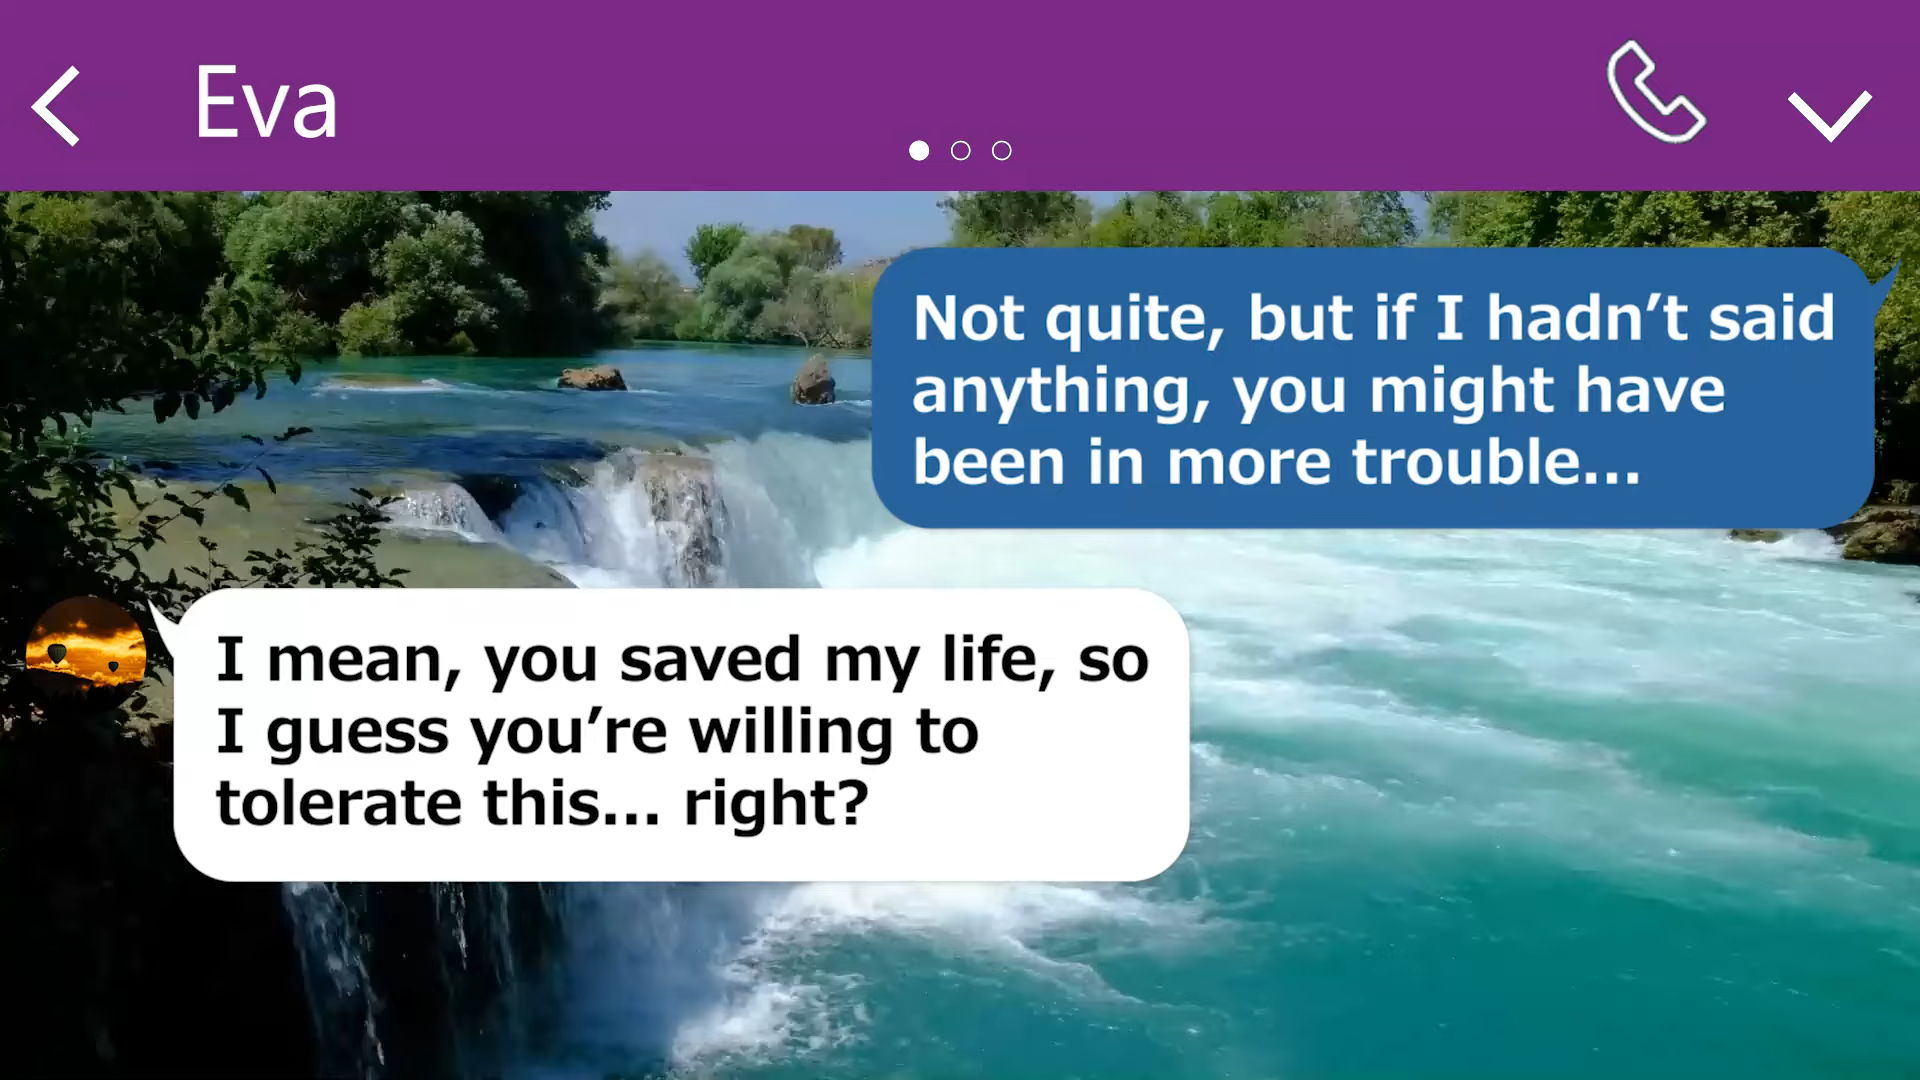 Eva
Not quite, but if I hadn’t said
anything, you might have
been in more trouble...
I mean, you saved my life, so
I guess you’re willing to
tolerate this... right?